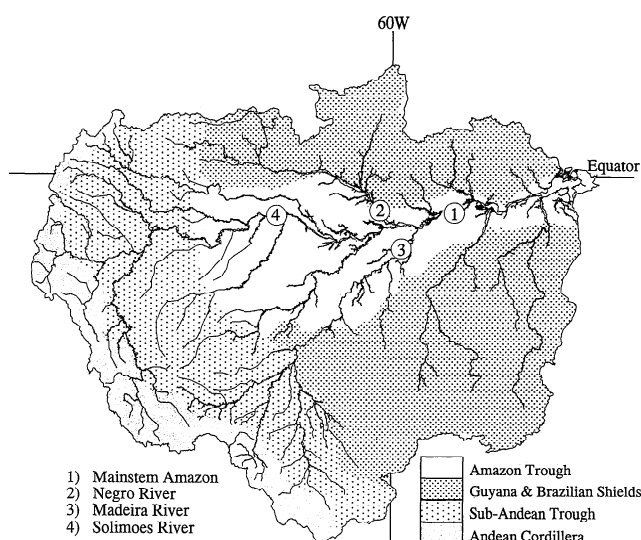 60W
Equator
2
4
1
3
1) Mainstem Amazon
2) Negro River
3) Madeira River
4) Solimoes River
Amazon Trough
Guyana & Brazilian Shields
Sub-Andean Trough
Andean Cordillera